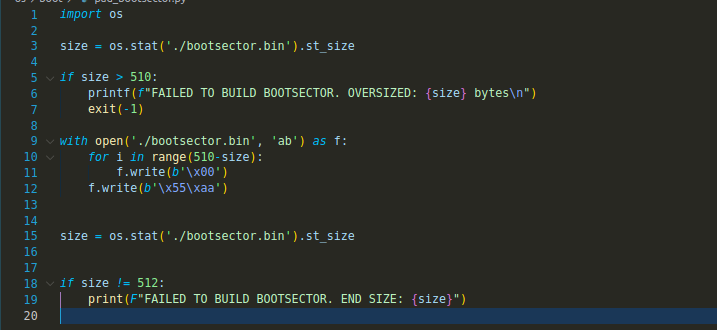 1 import os
2
3 size = os.stat('./bootsector.bin').st_size
4
5 if size > 510:
6     printf(f"FAILED TO BUILD BOOTSECTOR. OVERSIZED: {size} bytes\n")
7     exit(-1)
8
9 with open('./bootsector.bin', 'ab') as f:
10     for i in range(510-size):
11         f.write(b'\x00')
12     f.write(b'\x55\xaa')
13
14
15 size = os.stat('./bootsector.bin').st_size
16
17
18 if size != 512:
19     print(F"FAILED TO BUILD BOOTSECTOR. END SIZE: {size}")
20